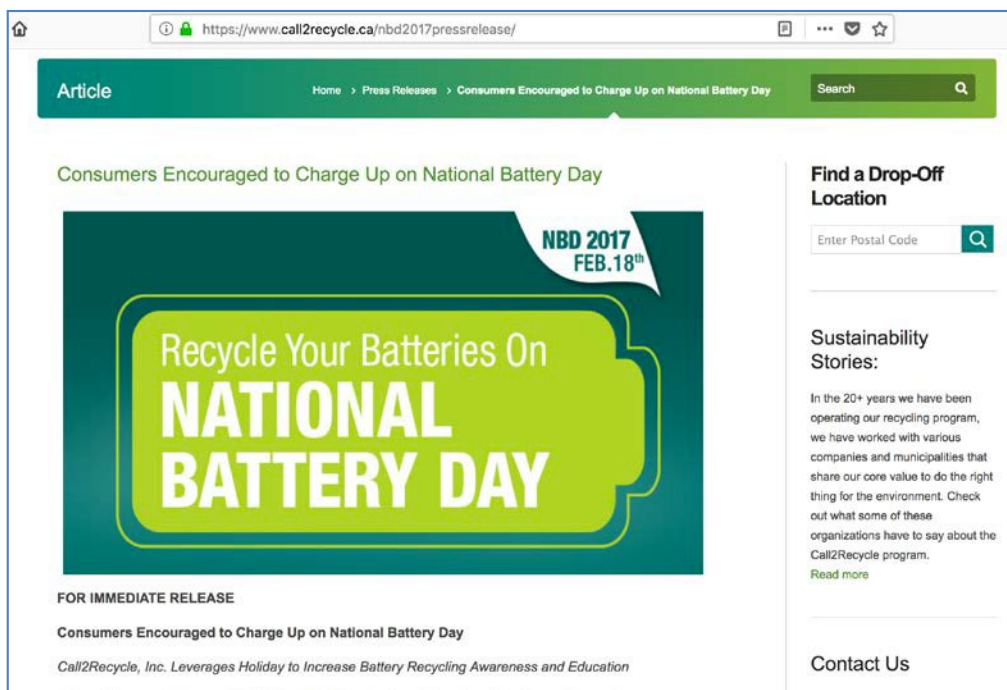 https://www.call2recycle.ca/nbd2017pressrelease/
Article
Home > Press Releases > Consumers Encouraged to Charge Up on National Battery Day
Search
Consumers Encouraged to Charge Up on National Battery Day
NBD 2017
FEB.18th
Recycle Your Batteries On
NATIONAL
BATTERY DAY
FOR IMMEDIATE RELEASE
Consumers Encouraged to Charge Up on National Battery Day
Call2Recycle, Inc. Leverages Holiday to Increase Battery Recycling Awareness and Education
Find a Drop-Off
Location
Enter Postal Code
Sustainability
Stories:
In the 20+ years we have been
operating our recycling program,
we have worked with various
companies and municipalities that
share our core value to do the right
thing for the environment. Check
out what some of these
organizations have to say about the
Call2Recycle program.
Read more
Contact Us